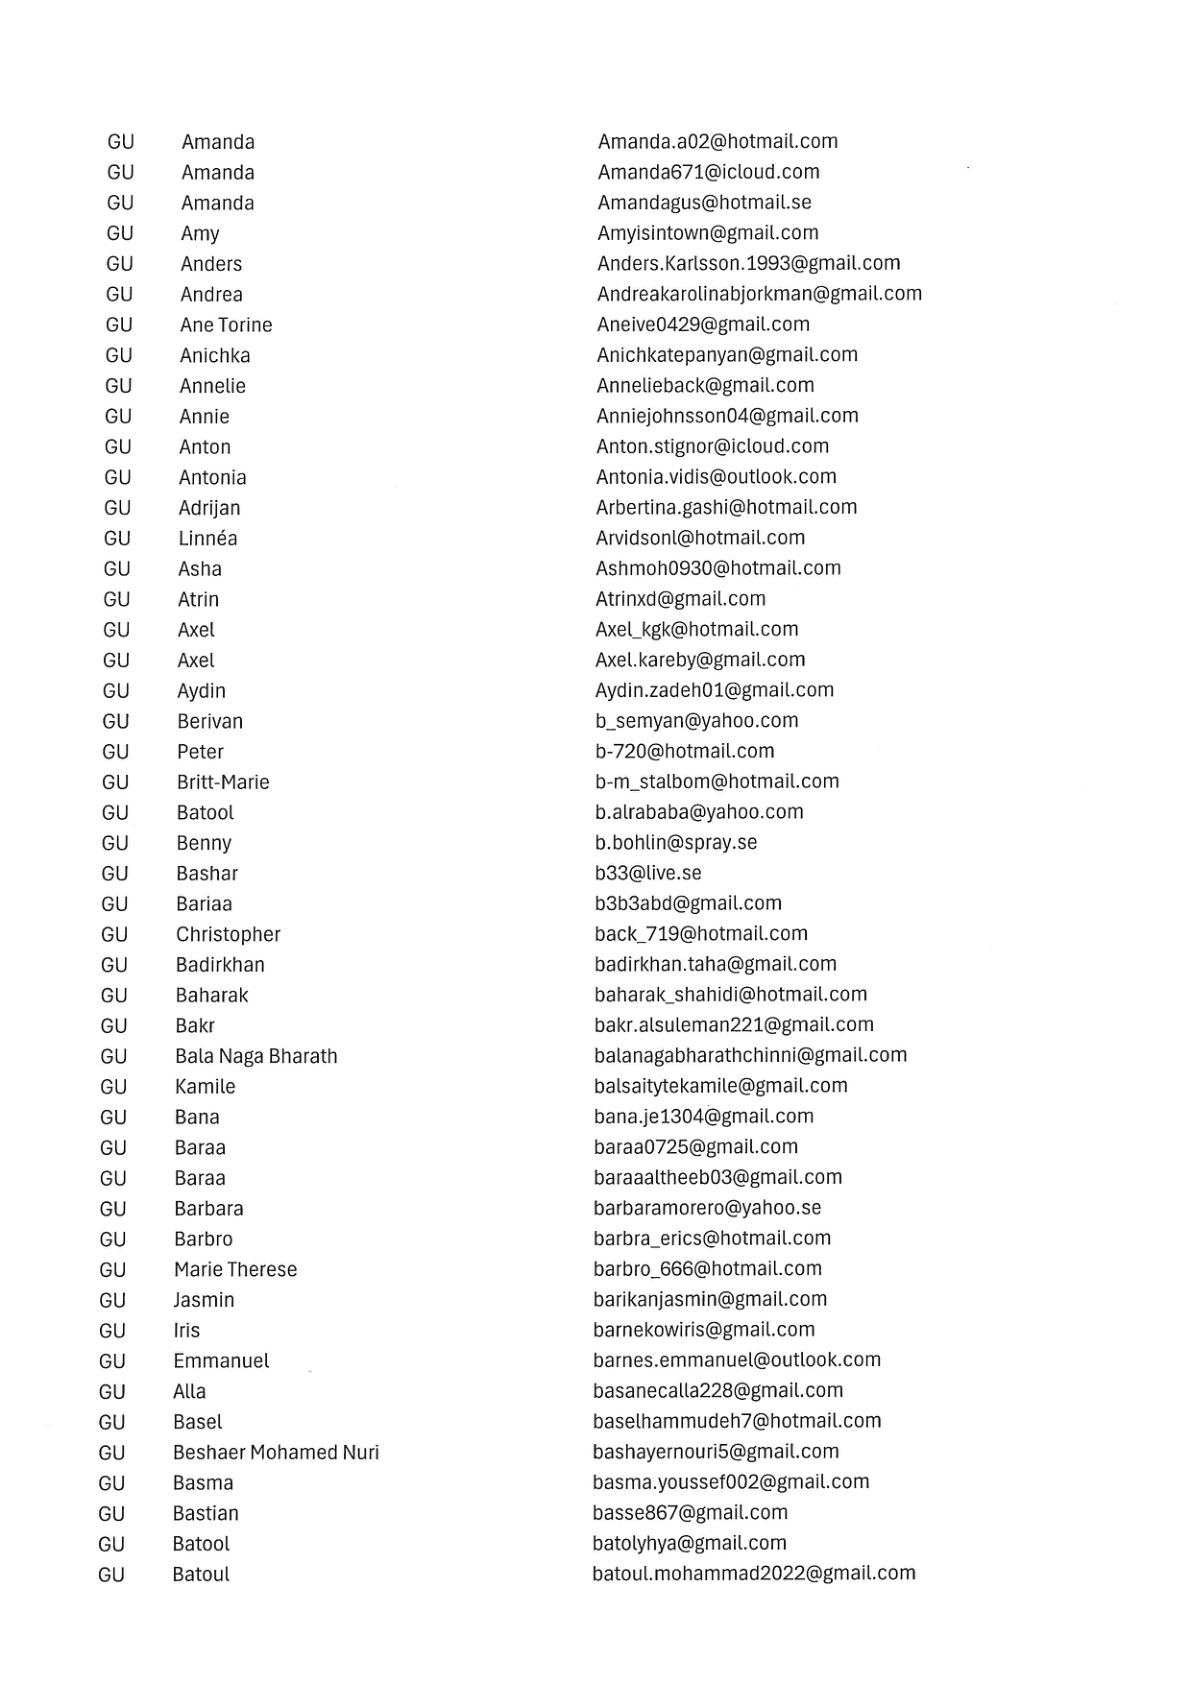 GU Amanda Amanda.a02@hotmail.com
GU Amanda Amanda671@icloud.com
GU Amanda Amandagus@hotmail.se
GU Amy Amyisintown@gmail.com
GU Anders Anders.Karlsson.1993@gmail.com
GU Andrea Andreakarolinabjorkman@gmail.com
GU Ane Torine Aneive0429@gmail.com
GU Anichka Anichkatepanyan@gmail.com
GU Annelie Annelieback@gmail.com
GU Annie Anniejohnsson04@gmail.com
GU Anton Anton.stignor@icloud.com
GU Antonia Antonia.vidis@outlook.com
GU Adrijan Arbertina.gashi@hotmail.com
GU Linnéa Arvidsonl@hotmail.com
GU Asha Ashmoh0930@hotmail.com
GU Atrin Atrinxd@gmail.com
GU Axel Axel_kgk@hotmail.com
GU Axel Axel.kareby@gmail.com
GU Aydin Aydin.zadeh01@gmail.com
GU Berivan b_semyan@yahoo.com
GU Peter b-720@hotmail.com
GU Britt-Marie b-m_stalbom@hotmail.com
GU Batool b.alrababa@yahoo.com
GU Benny b.bohlin@spray.se
GU Bashar b33@live.se
GU Bariaa b3b3abd@gmail.com
GU Christopher back_719@hotmail.com
GU Badirkhan badirkhan.taha@gmail.com
GU Baharak baharak_shahidi@hotmail.com
GU Bakr bakr.alsuleman221@gmail.com
GU Bala Naga Bharath balanagabharathchinni@gmail.com
GU Kamile balsaitytekamile@gmail.com
GU Bana bana.je1304@gmail.com
GU Baraa baraa0725@gmail.com
GU Baraa baraaaltheeb03@gmail.com
GU Barbara barbaramorero@yahoo.se
GU Barbro barbra_erics@hotmail.com
GU Marie Therese barbro_666@hotmail.com
GU Jasmin barikanjasmin@gmail.com
GU Iris barnekowiris@gmail.com
GU Emmanuel barnes.emmanuel@outlook.com
GU Alla basanecalla228@gmail.com
GU Basel baselhammudeh7@hotmail.com
GU Beshaer Mohamed Nuri bashayernouri5@gmail.com
GU Basma basma.youssef002@gmail.com
GU Bastian basse867@gmail.com
GU Batool batolyhya@gmail.com
GU Batoul batoul.mohammad2022@gmail.com